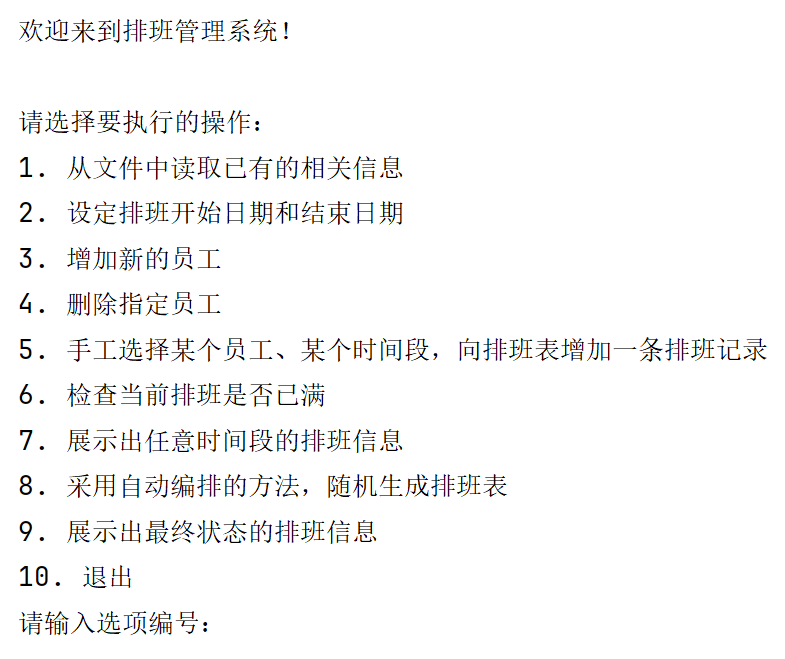 欢迎来到排班管理系统!
请选择要执行的操作:
1. 从文件中读取已有的相关信息
2. 设定排班开始日期和结束日期
3. 增加新的员工
4. 删除指定员工
5. 手工选择某个员工、某个时间段，向排班表增加一条排班记录
6. 检查当前排班是否已满
7. 展示出任意时间段的排班信息
8. 采用自动编排的方法，随机生成排班表
9. 展示出最终状态的排班信息
10. 退出
请输入选项编号: